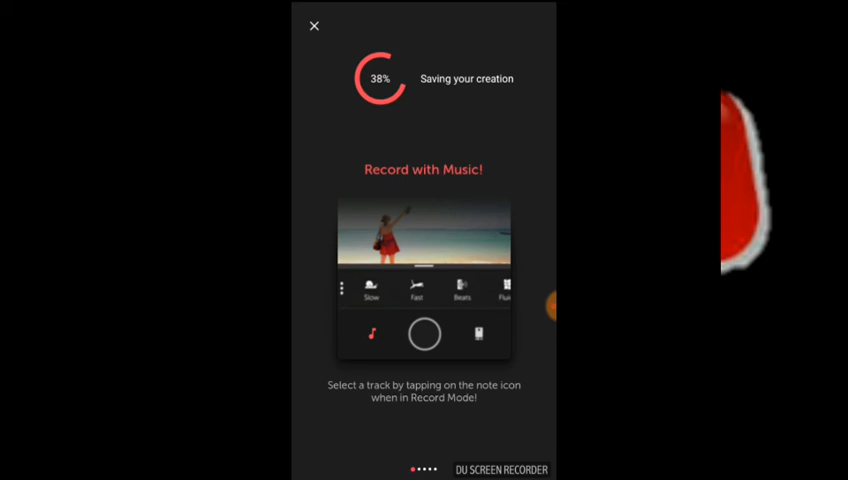 38%
Saving your creation
Record with Music!
Slow
Fast
Beats
Select a track by tapping on the note icon
when in Record Mode!
DU SCREEN RECORDER